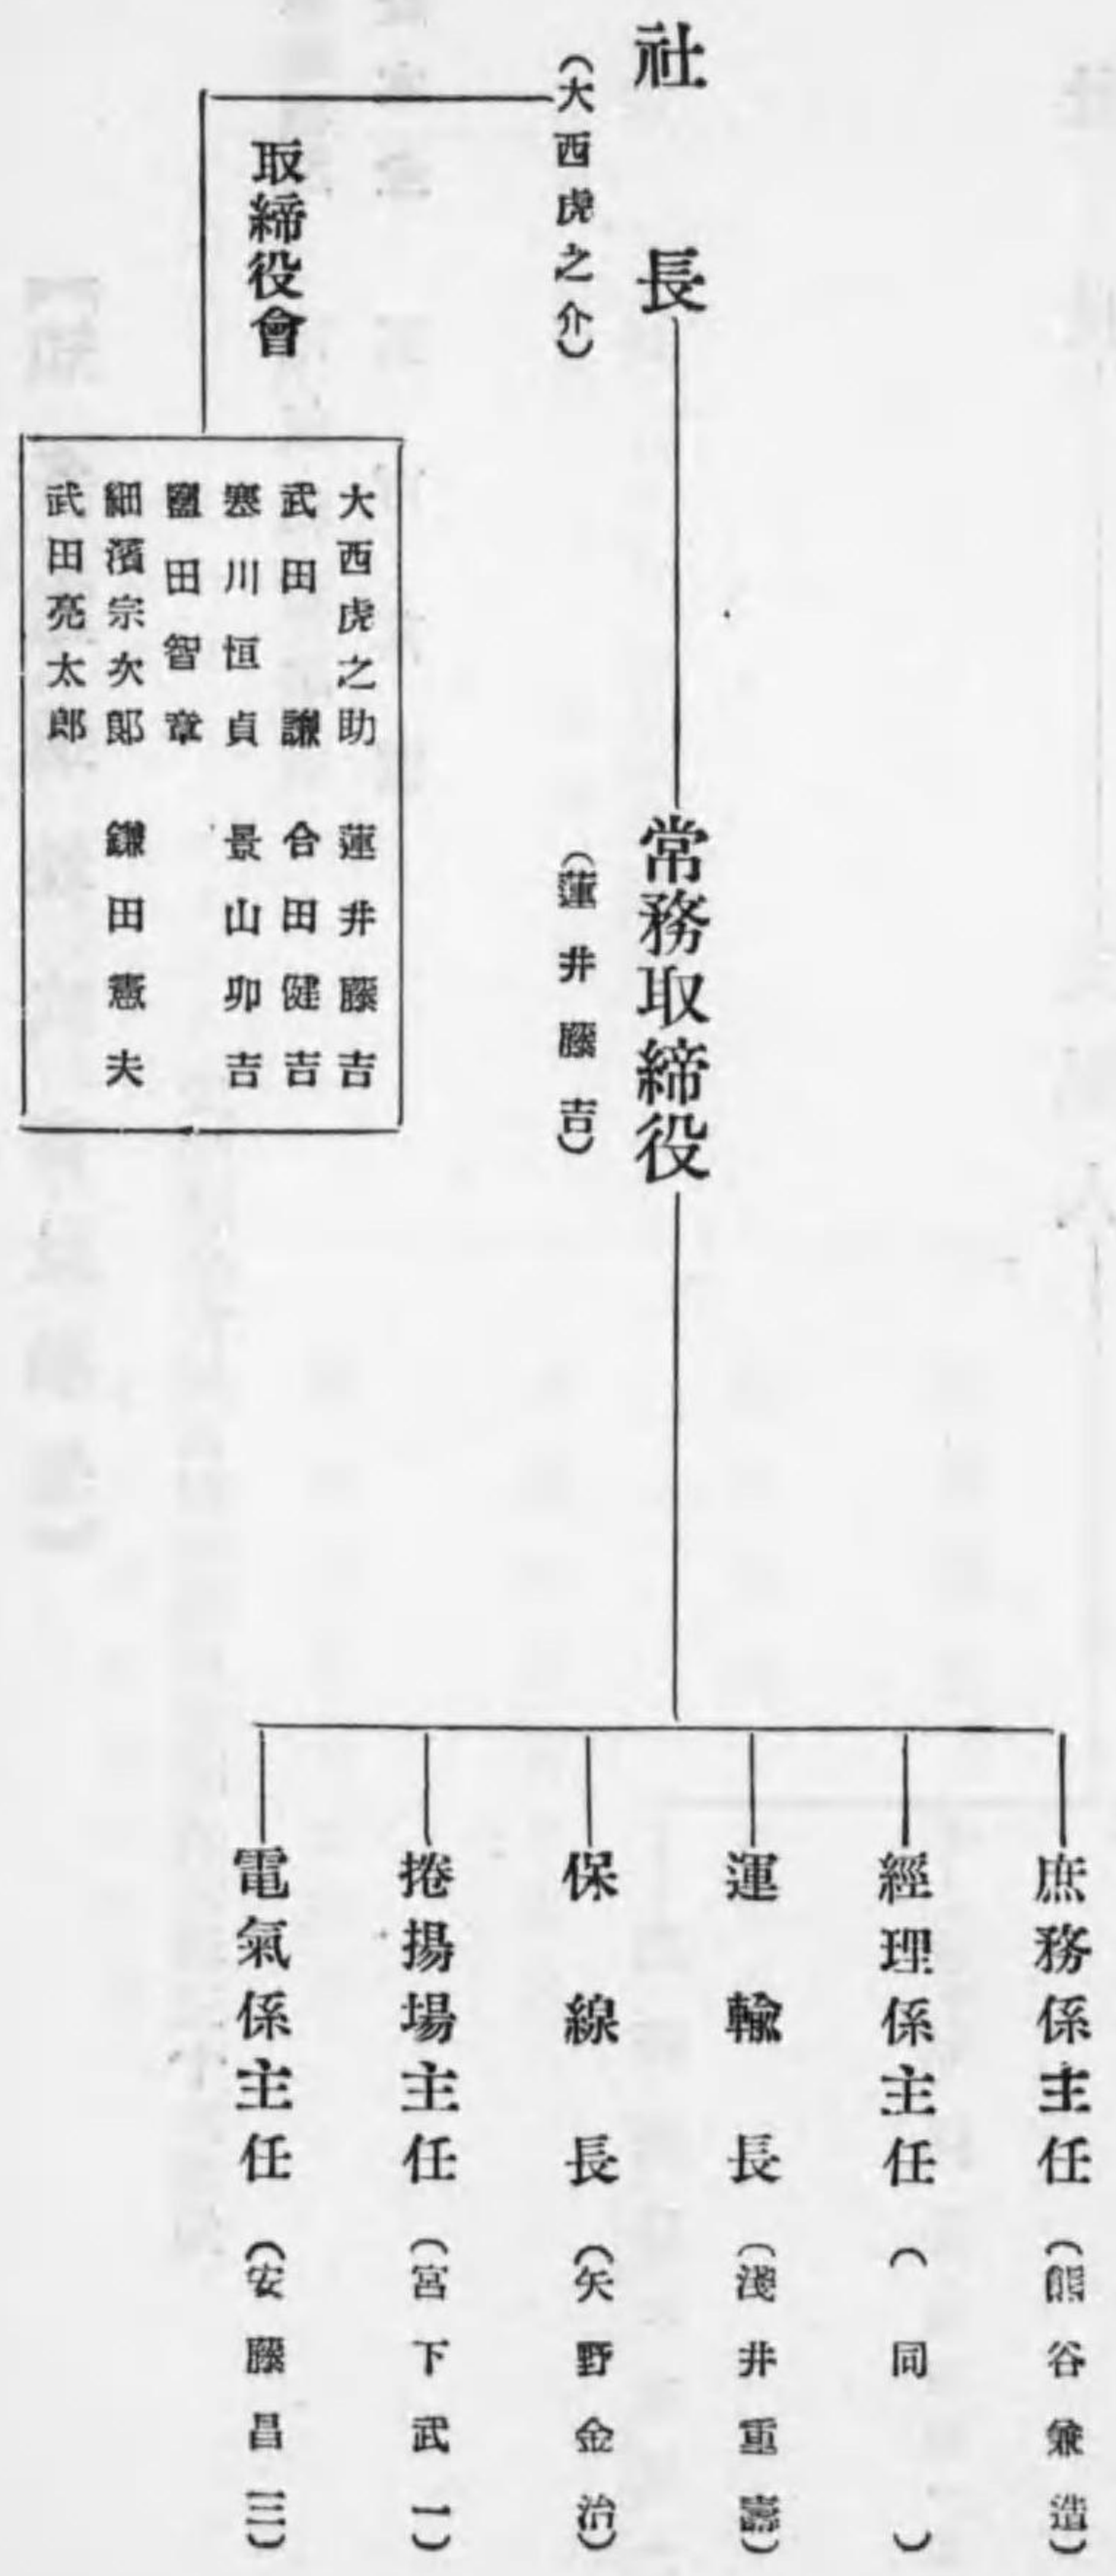 社長
(大西虎之介)
取締役會
大西虎之助 蓮井藤吉
武田謙 合田健吉
寒川恒貞 景山卯吉
鹽田智章
細濱宗次郎 鎌田憲夫
武田亮太郎
常務取締役
(蓮井藤吉)
庶務係主任(熊谷兼造)
經理係主任(同)
運輸長(淺井重壽)
保線長(矢野金治)
捲揚場主任(宮下武一)
電氣係主任(安藤昌三)